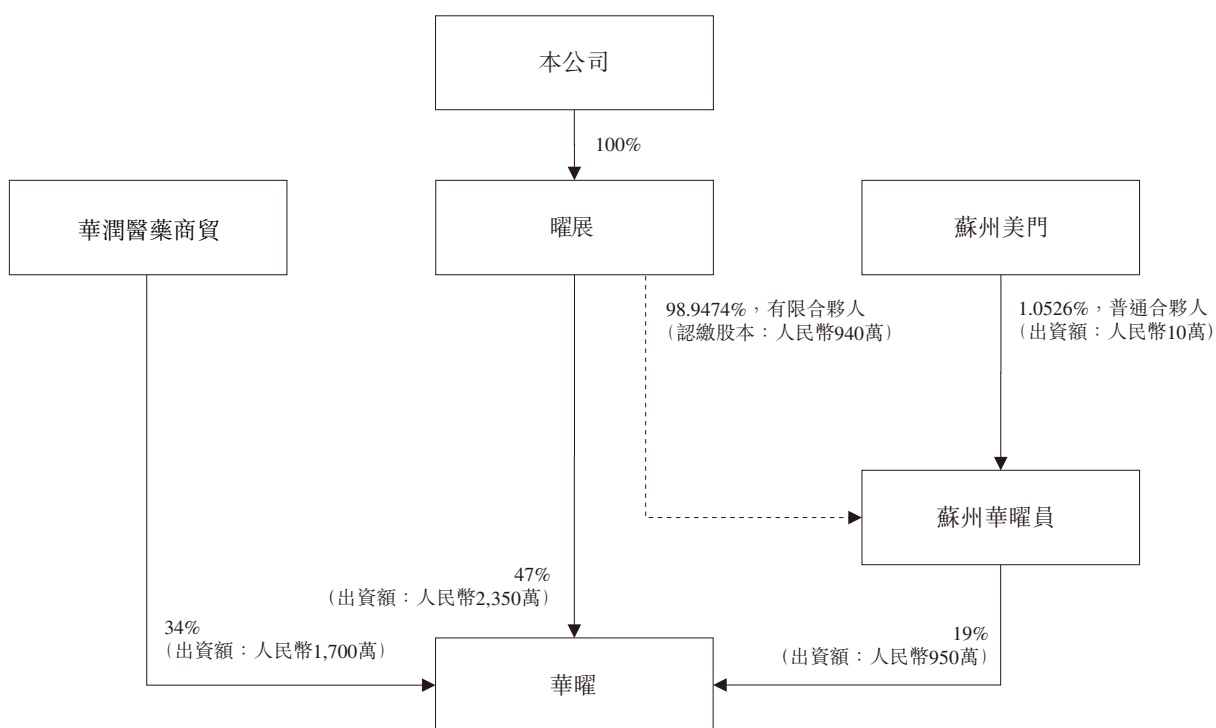 本公司
100%
華潤醫藥商貿
曜展
蘇州美門
98.9474%，有限合夥人
（認繳股本：人民幣940萬）
1.0526%，普通合夥人
（出資額：人民幣10萬）
蘇州華曜員
47%
（出資額：人民幣2,350萬）
34%
（出資額：人民幣1,700萬）
19%
（出資額：人民幣950萬）
華曜